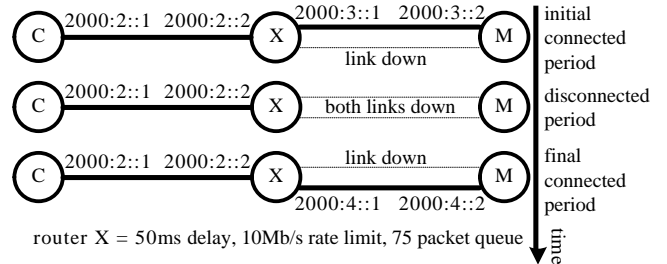 2000:3::1 2000:3::2
C 2000:2::1 2000:2::2 X M
link down
initial connected period
C 2000:2::1 2000:2::2 X both links down M
disconnected period
link down
C 2000:2::1 2000:2::2 X M
2000:4::1 2000:4::2
final connected period
router X = 50ms delay, 10Mb/s rate limit, 75 packet queue
time